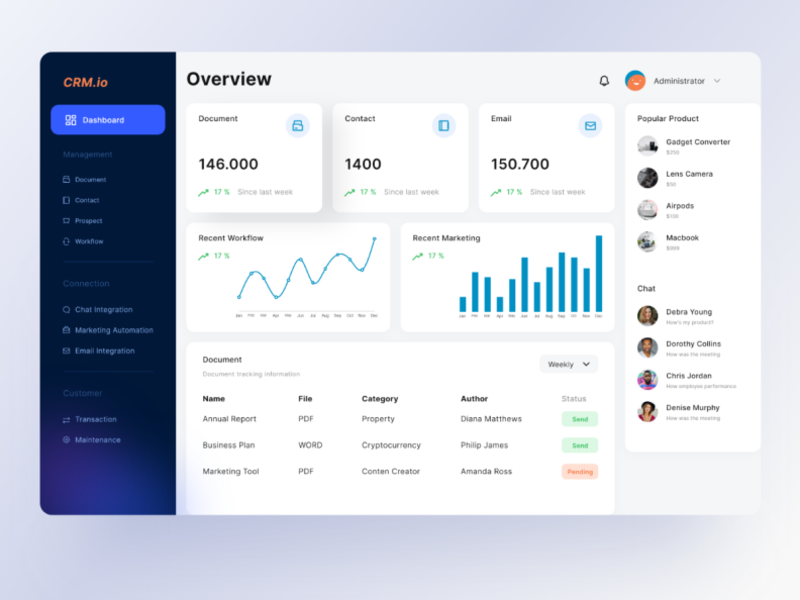 CRM.io
Dashboard
Management
Document
Contact
Prospect
Workflow
Connection
Chat Integration
Marketing Automation
Email Integration
Customer
Transaction
Maintenance
Overview
Administrator
Document
146.000
17 % Since last week
Contact
1400
17 % Since last week
Email
150.700
17 % Since last week
Recent Workflow
17 %
Jan Feb Mar Apr Mei Jun Jul Aug Sep Oct Nov Dec
Recent Marketing
17 %
Jan Feb Mar Apr Mei Jun Jul Aug Sep Oct Nov Dec
Document
Document tracking information
Weekly
Name File Category Author Status
Annual Report PDF Property Diana Matthews Send
Business Plan WORD Cryptocurrency Philip James Send
Marketing Tool PDF Conten Creator Amanda Ross Pending
Popular Product
Gadget Converter
$250
Lens Camera
Airpods
Macbook
$999
Chat
Debra Young
How's my product?
Dorothy Collins
How was the meeting
Chris Jordan
How employee performance
Denise Murphy
How was the meeting